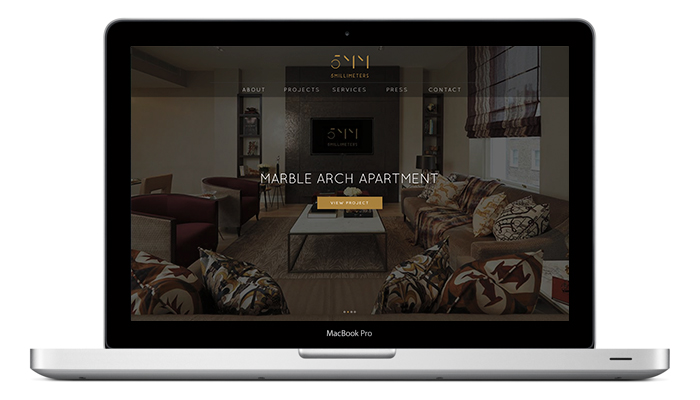 5MM
5MILLIMETERS
ABOUT PROJECTS SERVICES PRESS CONTACT
5MM
5MILLIMETERS
MARBLE ARCH APARTMENT
VIEW PROJECT
MacBook Pro